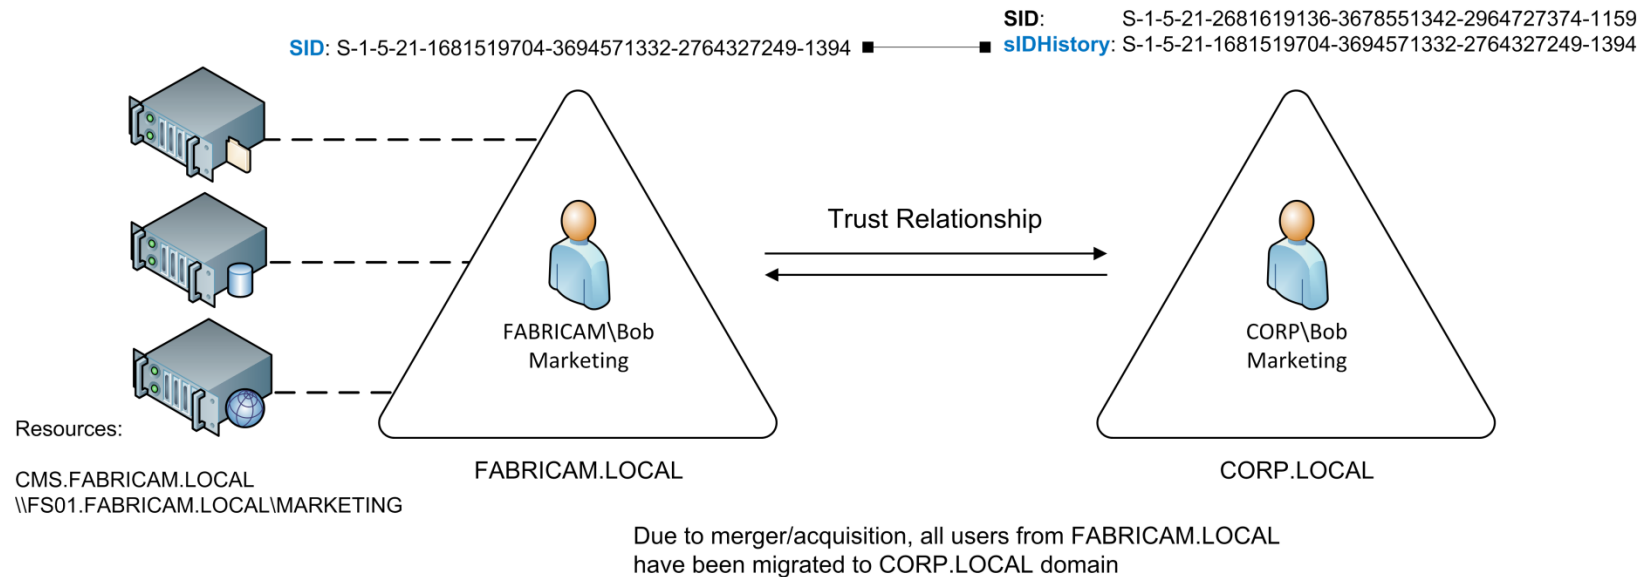 SID: S-1-5-21-2681619136-3678551342-2964727374-1159
SID: S-1-5-21-1681519704-3694571332-2764327249-1394
sIDHistory: S-1-5-21-1681519704-3694571332-2764327249-1394
Trust Relationship
FABRICAM\Bob
Marketing
CORP\Bob
Marketing
Resources:
CMS.FABRICAM.LOCAL
\\FS01.FABRICAM.LOCAL\MARKETING
FABRICAM.LOCAL
CORP.LOCAL
Due to merger/acquisition, all users from FABRICAM.LOCAL
have been migrated to CORP.LOCAL domain